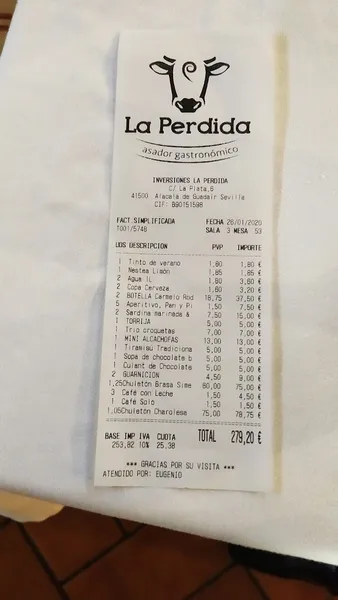 La Perdida
asador gastronómico
INVERSIONES LA PERDIDA
C/ La Plata,6
41500 Alacala de Guadair Sevilla
CIF: B90151598
FACT.SIMPLIFICADA FECHA 26/01/2020
T001/5748 SALA 3 MESA 53
UDS DESCRIPCION PVP IMPORTE
1 Tinto de verano 1,80 1,80 €
1 Nestea Limón 1,85 1,85 €
2 Agua 1L 1,80 3,60 €
2 Copa Cerveza 1,60 3,20 €
2 BOTELLA Carmelo Rod 18,75 37,50 €
5 Aperitivo, Pan y Pi 1,50 7,50 €
2 Sardina marinada & 7,50 15,00 €
1 TORRIJA 5,00 5,00 €
1 Trio croquetas 7,00 7,00 €
1 MINI ALCACHOFAS 13,00 13,00 €
1 Tiramisú Tradiciona 5,00 5,00 €
1 Sopa de chocolate b 5,00 5,00 €
1 Culant de Chocolate 5,00 5,00 €
2 GUARNICION 4,50 9,00 €
1,25 Chuletón Brasa Sime 60,00 75,00 €
3 Café con Leche 1,50 4,50 €
1 Café Solo 1,50 1,50 €
1,05 Chuletón Charolesa 75,00 78,75 €
BASE IMP IVA CUOTA TOTAL 279,20 €
253,82 10% 25,38
*** GRACIAS POR SU VISITA ***
ATENDIDO POR: EUGENIO